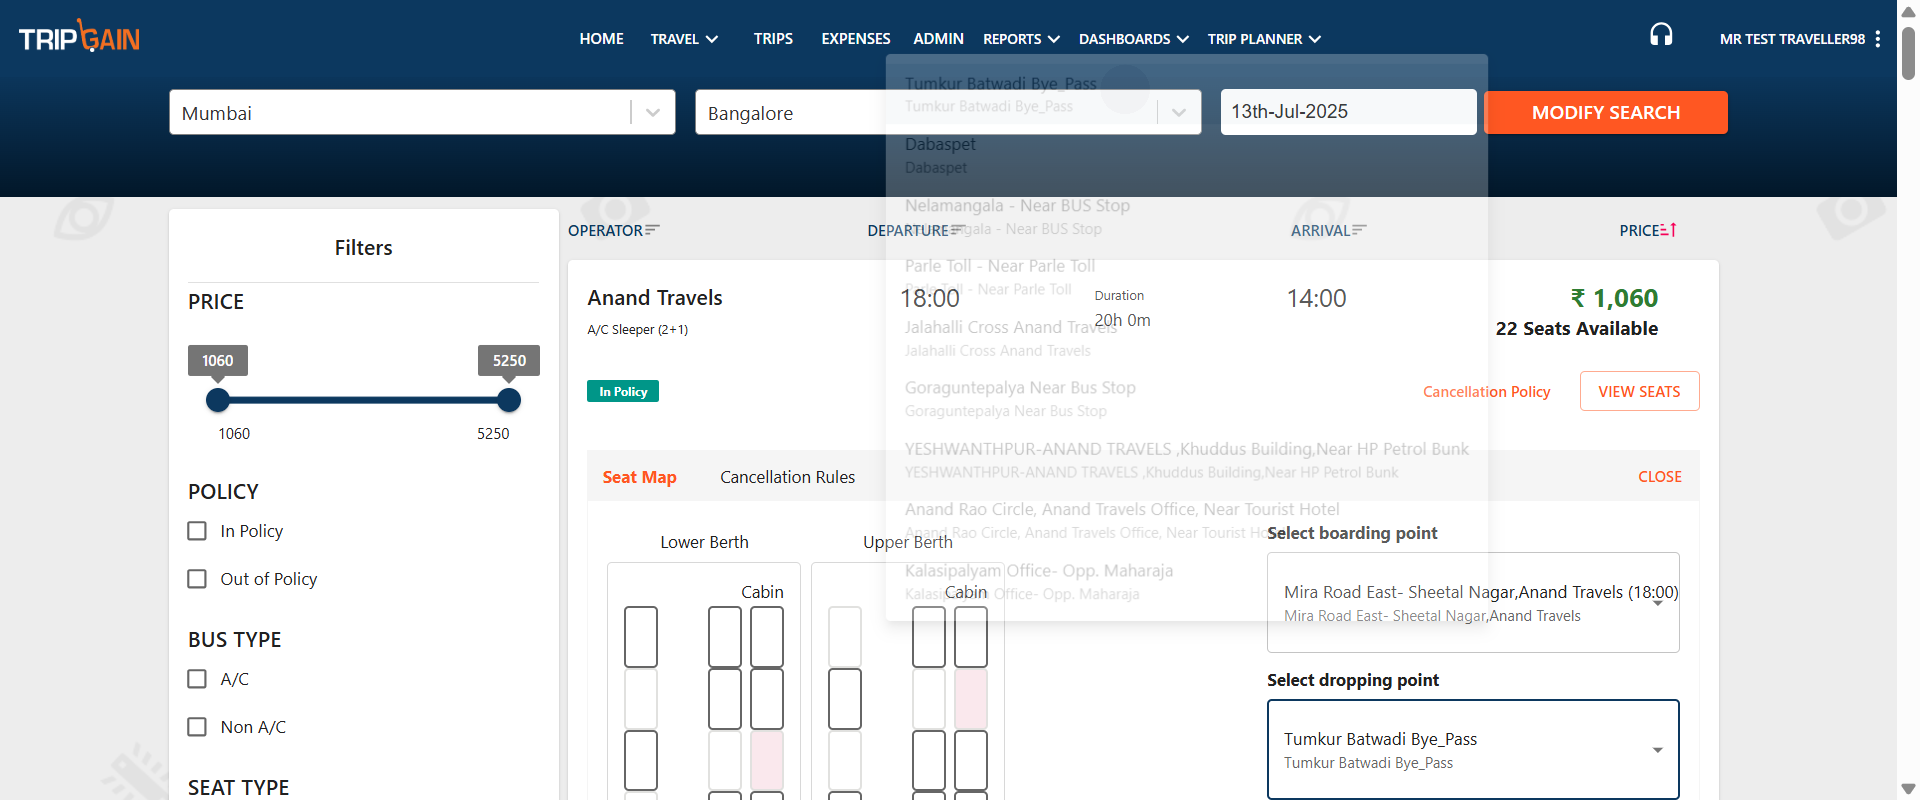 TRIPGAIN
HOME
TRAVEL
TRIPS
EXPENSES
ADMIN
REPORTS
DASHBOARDS
TRIP PLANNER
MR TEST TRAVELLER98
Mumbai
Bangalore
13th-Jul-2025
MODIFY SEARCH
Tumkur Batwadi Bye_Pass
Tumkur Batwadi Bye_Pass
Dabaspet
Dabaspet
Nelamangala - Near BUS Stop
Nelamangala - Near BUS Stop
Parle Toll - Near Parle Toll
Parle Toll - Near Parle Toll
Jalahalli Cross Anand Travels
Jalahalli Cross Anand Travels
Goraguntepalya Near Bus Stop
Goraguntepalya Near Bus Stop
YESHWANTHPUR-ANAND TRAVELS ,Khuddus Building,Near HP Petrol Bunk
YESHWANTHPUR-ANAND TRAVELS ,Khuddus Building,Near HP Petrol Bunk
Anand Rao Circle, Anand Travels Office, Near Tourist Hotel
Anand Rao Circle, Anand Travels Office, Near Tourist Hotel
Kalasipalyam Office- Opp. Maharaja
Kalasipalyam Office- Opp. Maharaja
Filters
PRICE
1060
5250
1060
5250
POLICY
In Policy
Out of Policy
BUS TYPE
A/C
Non A/C
SEAT TYPE
OPERATOR
DEPARTURE
ARRIVAL
PRICE
Anand Travels
A/C Sleeper (2+1)
18:00
Duration
20h 0m
14:00
₹ 1,060
22 Seats Available
In Policy
Cancellation Policy
VIEW SEATS
Seat Map
Cancellation Rules
CLOSE
Lower Berth
Upper Berth
Cabin
Cabin
Select boarding point
Mira Road East- Sheetal Nagar,Anand Travels (18:00)
Mira Road East- Sheetal Nagar,Anand Travels
Select dropping point
Tumkur Batwadi Bye_Pass
Tumkur Batwadi Bye_Pass